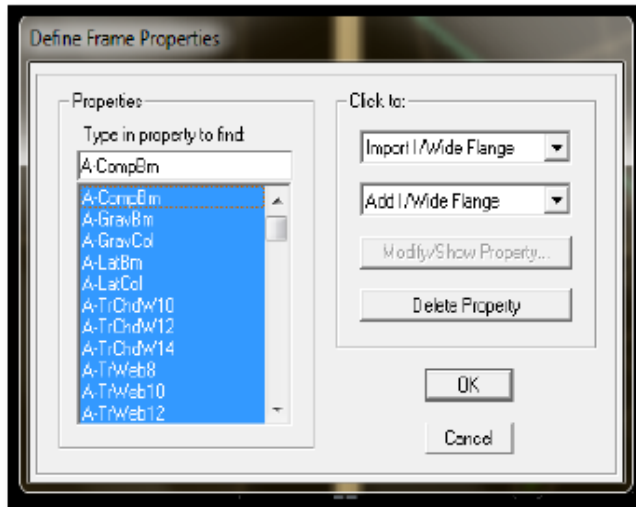 Define Frame Properties
Properties
Type in property to find:
A-CompBm
A-CompBm
A-GravBm
A-GravCol
A-LatBm
A-LatCol
A-TrChdW10
A-TrChdW12
A-TrChdW14
A-TrWeb8
A-TrWeb10
A-TrWeb12
Click to:
Import I/Wide Flange
Add I/Wide Flange
Modify/Show Property...
Delete Property
OK
Cancel